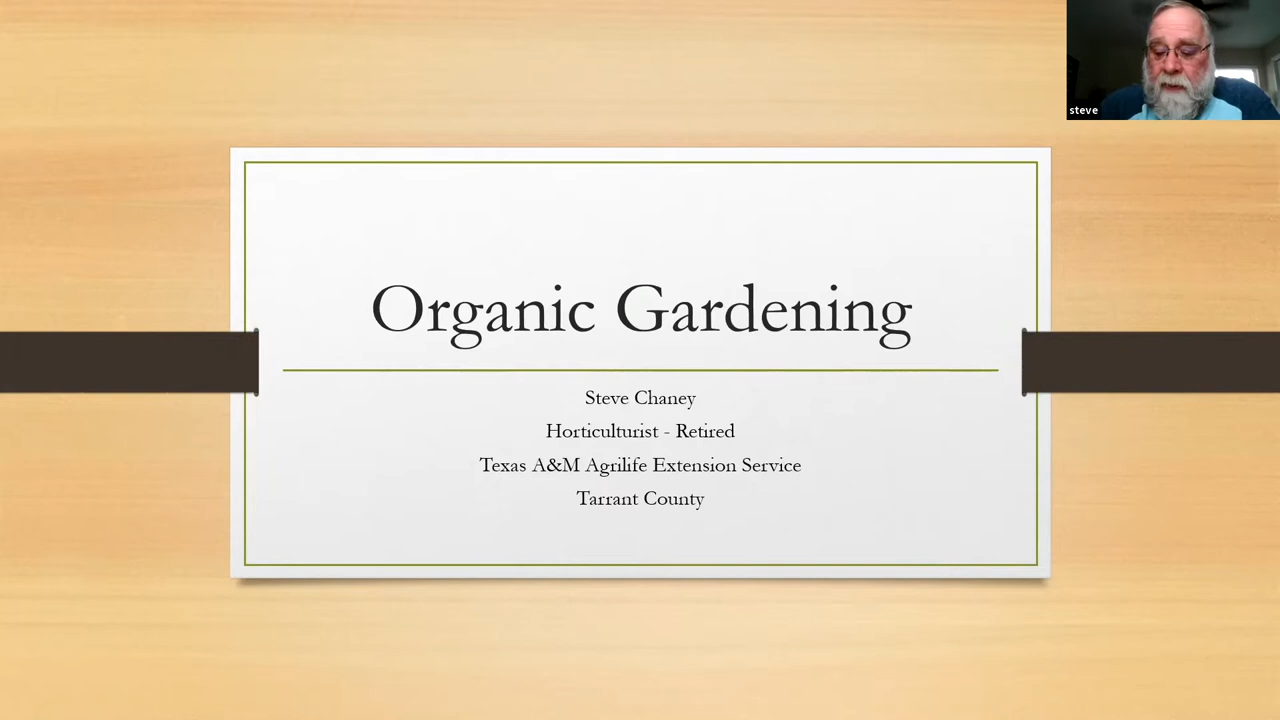 steve
Organic Gardening
Steve Chaney
Horticulturist - Retired
Texas A&M Agrilife Extension Service
Tarrant County